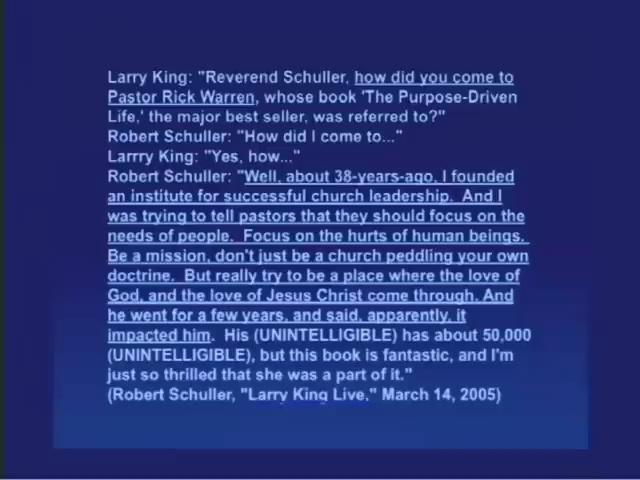 Larry King: "Reverend Schuller, how did you come to
Pastor Rick Warren, whose book 'The Purpose-Driven
Life,' the major best seller, was referred to?"
Robert Schuller: "How did I come to..."
Larrry King: "Yes, how..."
Robert Schuller: "Well, about 38-years-ago, I founded
an institute for successful church leadership.  And I
was trying to tell pastors that they should focus on the
needs of people.  Focus on the hurts of human beings.
Be a mission, don't just be a church peddling your own
doctrine.  But really try to be a place where the love of
God, and the love of Jesus Christ come through. And
he went for a few years, and said, apparently, it
impacted him.  His (UNINTELLIGIBLE) has about 50,000
(UNINTELLIGIBLE), but this book is fantastic, and I'm
just so thrilled that she was a part of it."
(Robert Schuller, "Larry King Live," March 14, 2005)